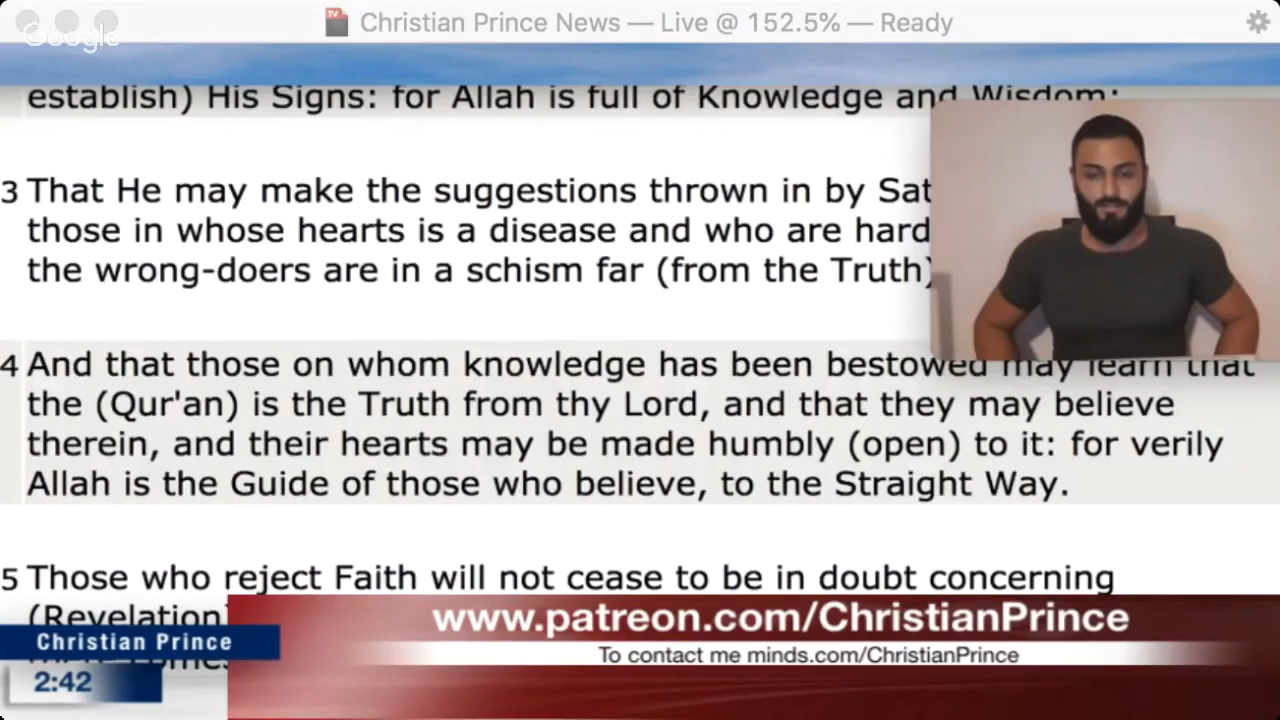 Christian Prince News — Live @ 152.5% — Ready
Google
establish) His Signs: for Allah is full of Knowledge and Wisdom:
3 That He may make the suggestions thrown in by
those in whose hearts is a disease and who are hard
the wrong-doers are in a schism far (from the Truth)
4 And that those on whom knowledge has been bestowed may learn that
the (Qur'an) is the Truth from thy Lord, and that they may believe
therein, and their hearts may be made humbly (open) to it: for verily
Allah is the Guide of those who believe, to the Straight Way.
5 Those who reject Faith will not cease to be in doubt concerning
(Revelation)
www.patreon.com/ChristianPrince
Christian Prince
To contact me minds.com/ChristianPrince
2:42